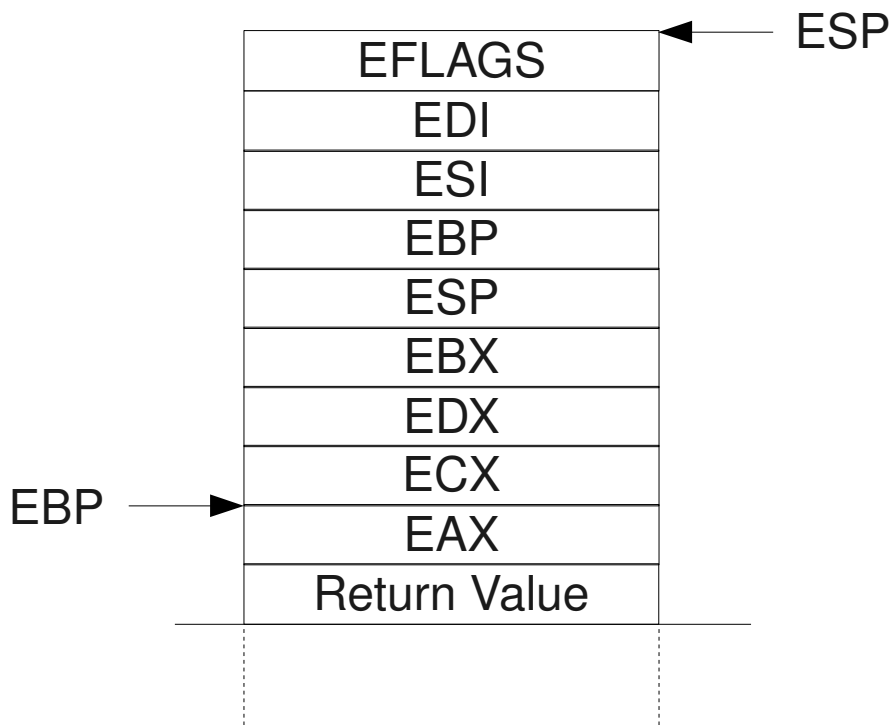 ESP
EFLAGS
EDI
ESI
EBP
ESP
EBX
EDX
ECX
EBP
EAX
Return Value